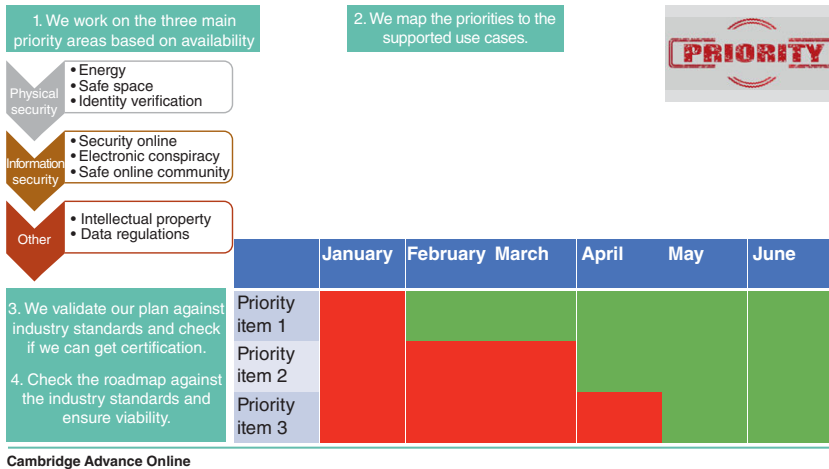 1. We work on the three main
priority areas based on availability
2. We map the priorities to the
supported use cases.
PRIORITY
Physical
security
• Energy
• Safe space
• Identity verification
Information
security
• Security online
• Electronic conspiracy
• Safe online community
Other
• Intellectual property
• Data regulations
January February March April May June
Priority
item 1
Priority
item 2
Priority
item 3
3. We validate our plan against
industry standards and check
if we can get certification.
4. Check the roadmap against
the industry standards and
ensure viability.
Cambridge Advance Online